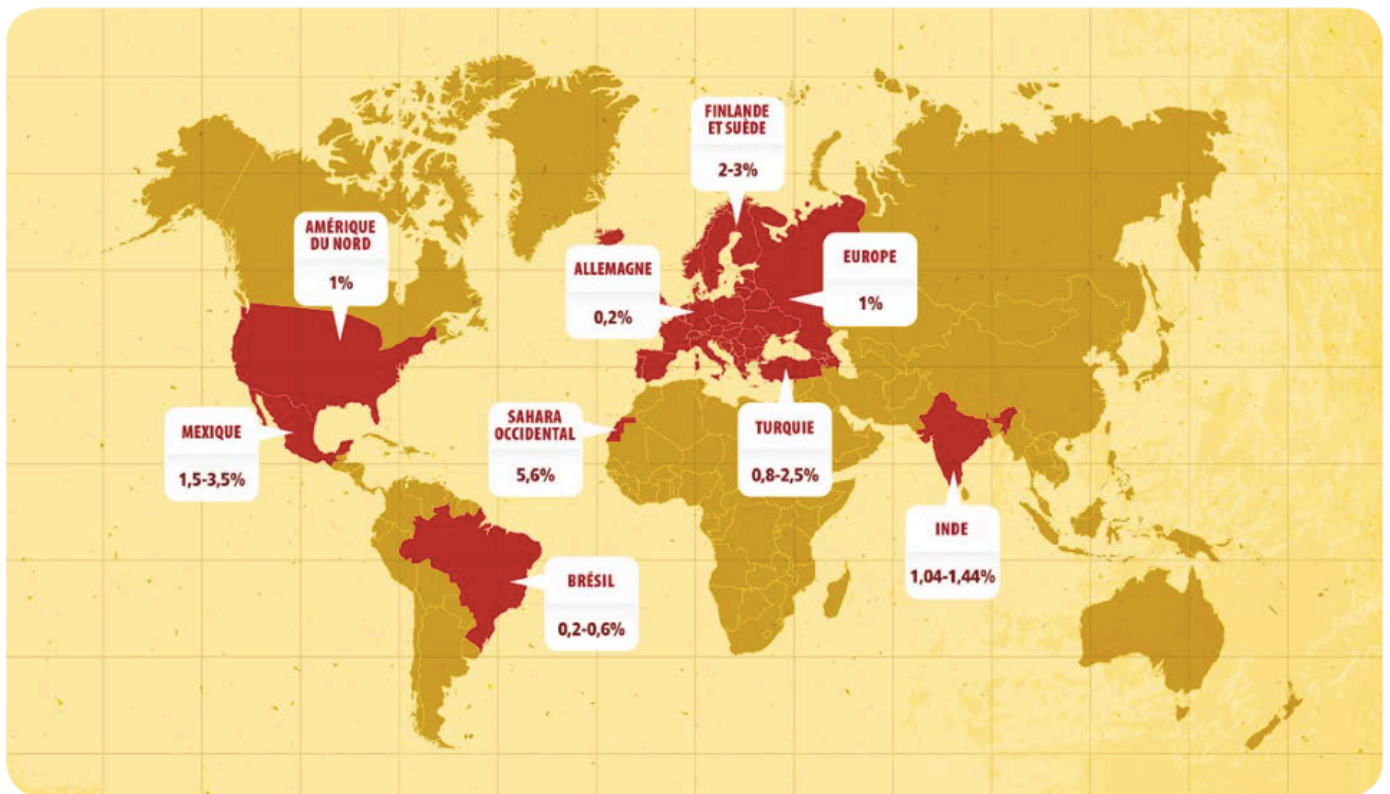 FINLANDE
ET SUÈDE
2-3%
AMÉRIQUE
DU NORD
1%
ALLEMAGNE
0,2%
EUROPE
1%
MEXIQUE
1,5-3,5%
SAHARA
OCCIDENTAL
5,6%
TURQUIE
0,8-2,5%
INDE
1,04-1,44%
BRÉSIL
0,2-0,6%